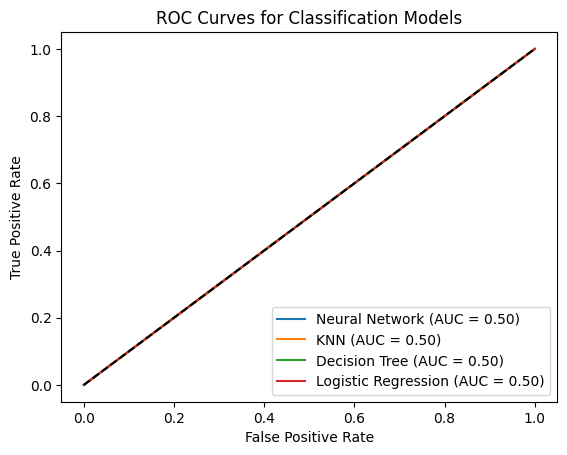 ROC Curves for Classification Models
True Positive Rate
1.0
0.8
0.6
0.4
0.2
0.0
Neural Network (AUC = 0.50)
KNN (AUC = 0.50)
Decision Tree (AUC = 0.50)
Logistic Regression (AUC = 0.50)
0.0 0.2 0.4 0.6 0.8 1.0
False Positive Rate